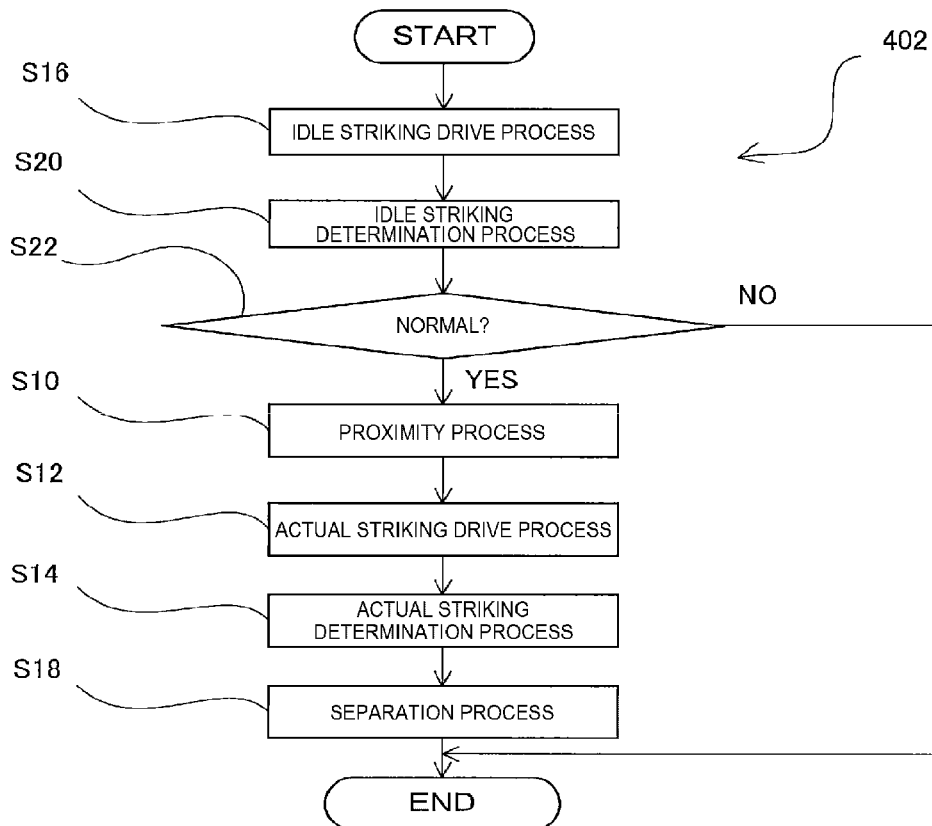 START
402
S16
IDLE STRIKING DRIVE PROCESS
S20
IDLE STRIKING
DETERMINATION PROCESS
S22
NORMAL?
NO
YES
S10
PROXIMITY PROCESS
S12
ACTUAL STRIKING DRIVE PROCESS
S14
ACTUAL STRIKING
DETERMINATION PROCESS
S18
SEPARATION PROCESS
END